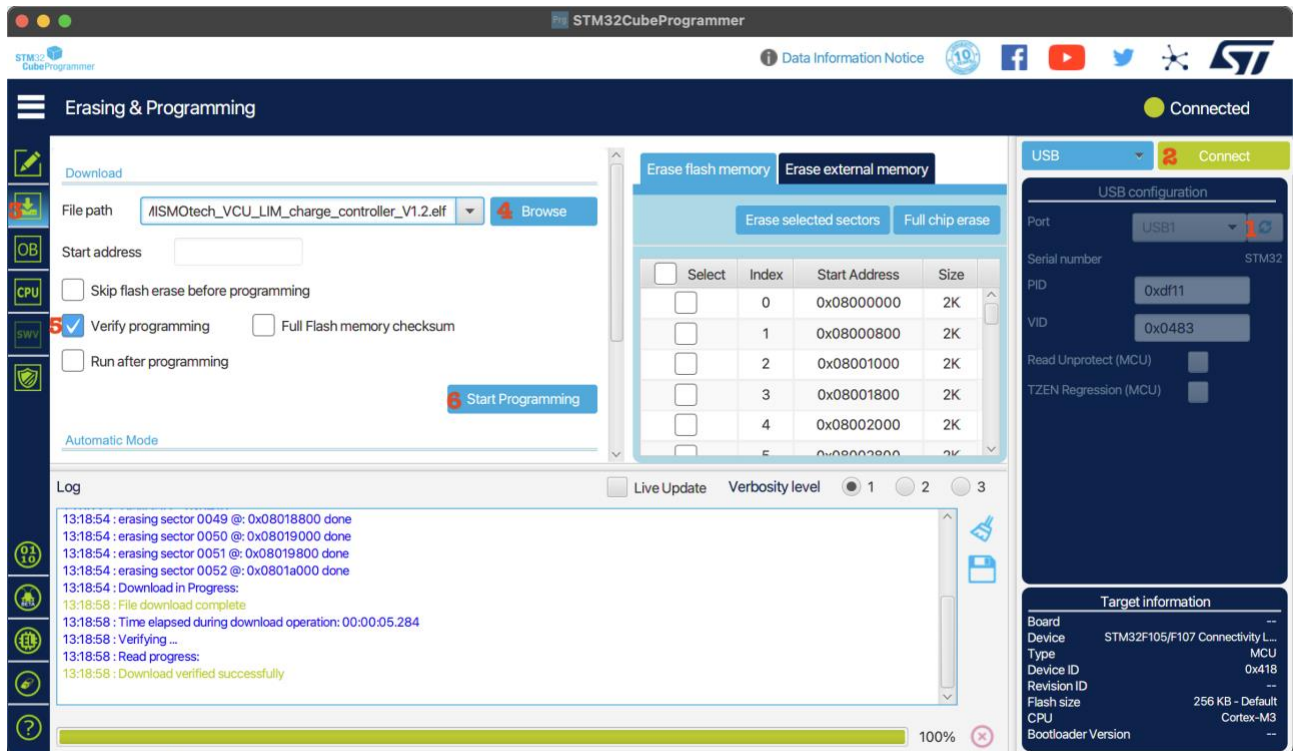 STM32CubeProgrammer
STM32
CubeProgrammer
Data Information Notice
10
Erasing & Programming
Connected
Download
3
File path
/IISMOtech_VCU_LIM_charge_controller_V1.2.elf
4 Browse
Start address
Skip flash erase before programming
5 Verify programming
Full Flash memory checksum
Run after programming
6 Start Programming
Automatic Mode
OB
CPU
SWV
Erase flash memory
Erase external memory
Erase selected sectors
Full chip erase
Select Index Start Address Size
0 0x08000000 2K
1 0x08000800 2K
2 0x08001000 2K
3 0x08001800 2K
4 0x08002000 2K
5 0x08002800 2K
USB
2 Connect
USB configuration
Port USB1 1
Serial number STM32
PID 0xdf11
VID 0x0483
Read Unprotect (MCU)
TZEN Regression (MCU)
Log
Live Update Verbosity level 1 2 3
13:18:54 : erasing sector 0049 @: 0x08018800 done
13:18:54 : erasing sector 0050 @: 0x08019000 done
13:18:54 : erasing sector 0051 @: 0x08019800 done
13:18:54 : erasing sector 0052 @: 0x0801a000 done
13:18:54 : Download in Progress:
13:18:58 : File download complete
13:18:58 : Time elapsed during download operation: 00:00:05.284
13:18:58 : Verifying ...
13:18:58 : Read progress:
13:18:58 : Download verified successfully
100%
Target information
Board --
Device STM32F105/F107 Connectivity L...
Type MCU
Device ID 0x418
Revision ID --
Flash size 256 KB - Default
CPU Cortex-M3
Bootloader Version --